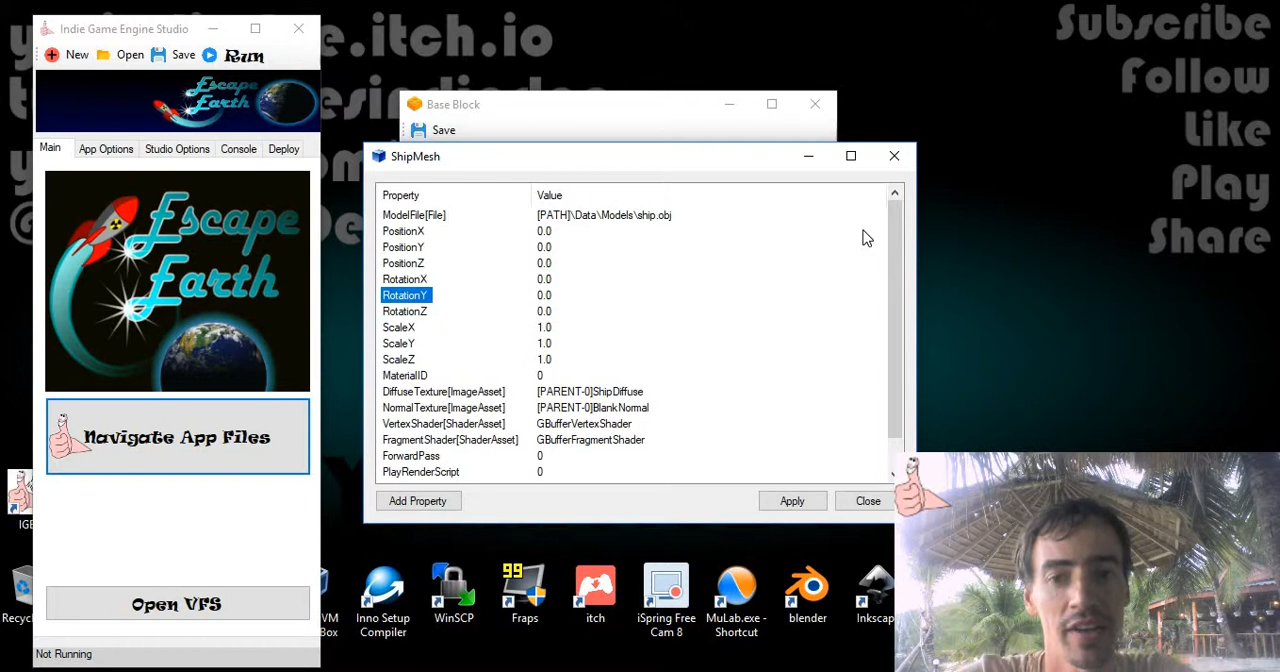 Indie Game Engine Studio
New Open Save Run
Escape
Earth
Main App Options Studio Options Console Deploy
Escape
Earth
Navigate App Files
Open VFS
Not Running
.itch.io
Subscribe
Follow
Like
Play
Share
Base Block
Save
ShipMesh
Property Value
ModelFile[File] [PATH]\Data\Models\ship.obj
PositionX 0.0
PositionY 0.0
PositionZ 0.0
RotationX 0.0
RotationY 0.0
RotationZ 0.0
ScaleX 1.0
ScaleY 1.0
ScaleZ 1.0
MaterialID 0
DiffuseTexture[ImageAsset] [PARENT-0]ShipDiffuse
NormalTexture[ImageAsset] [PARENT-0]BlankNormal
VertexShader[ShaderAsset] GBufferVertexShader
FragmentShader[ShaderAsset] GBufferFragmentShader
ForwardPass 0
PlayRenderScript 0
Add Property Apply Close
99
Inno Setup
Compiler
WinSCP
Fraps
itch
iSpring Free
Cam 8
MuLab.exe -
Shortcut
blender